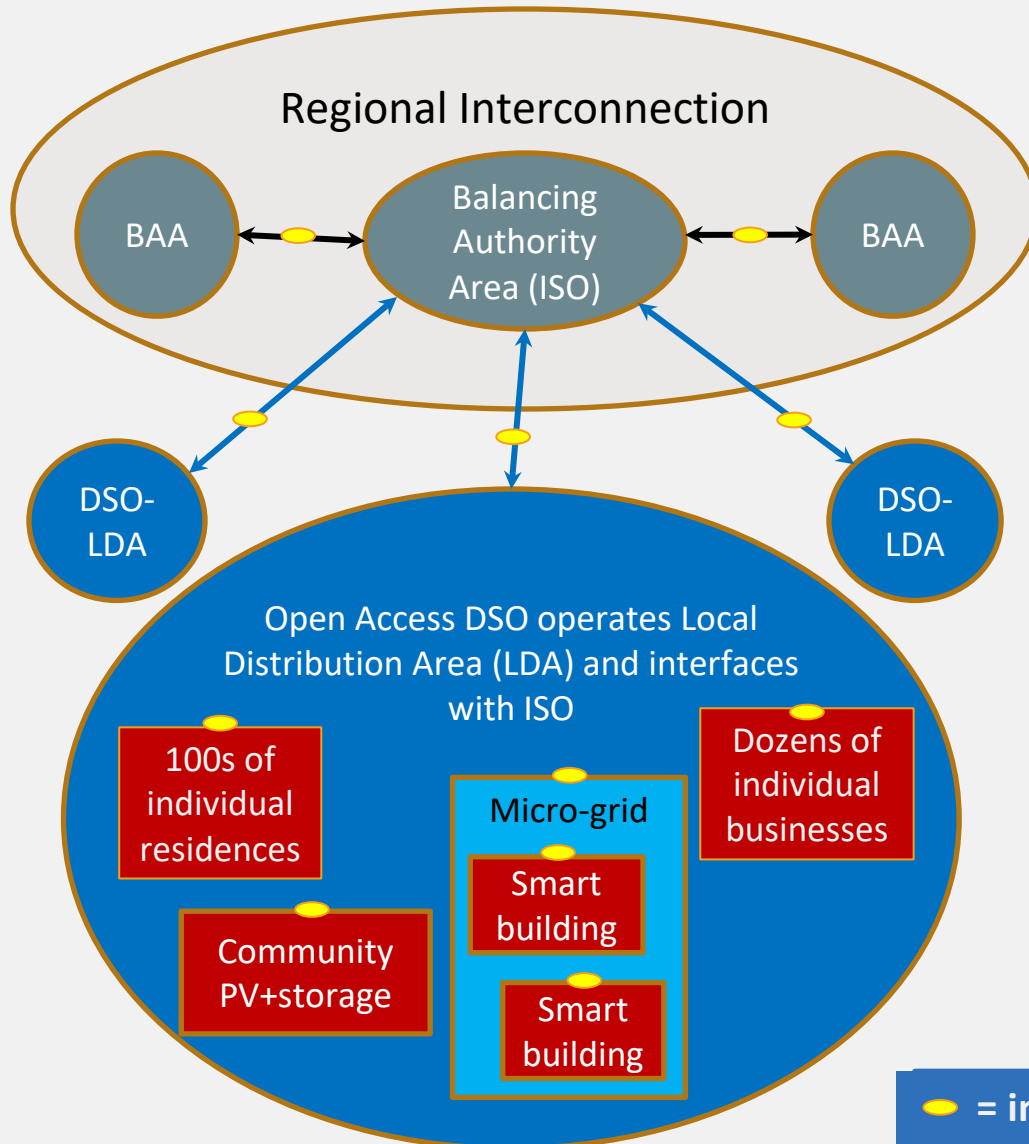 Regional Interconnection
BAA
Balancing
Authority
Area (ISO)
BAA
DSO-
LDA
DSO-
LDA
Open Access DSO operates Local
Distribution Area (LDA) and interfaces
with ISO
100s of
individual
residences
Dozens of
individual
businesses
Micro-grid
Smart
building
Community
PV+storage
Smart
building
=